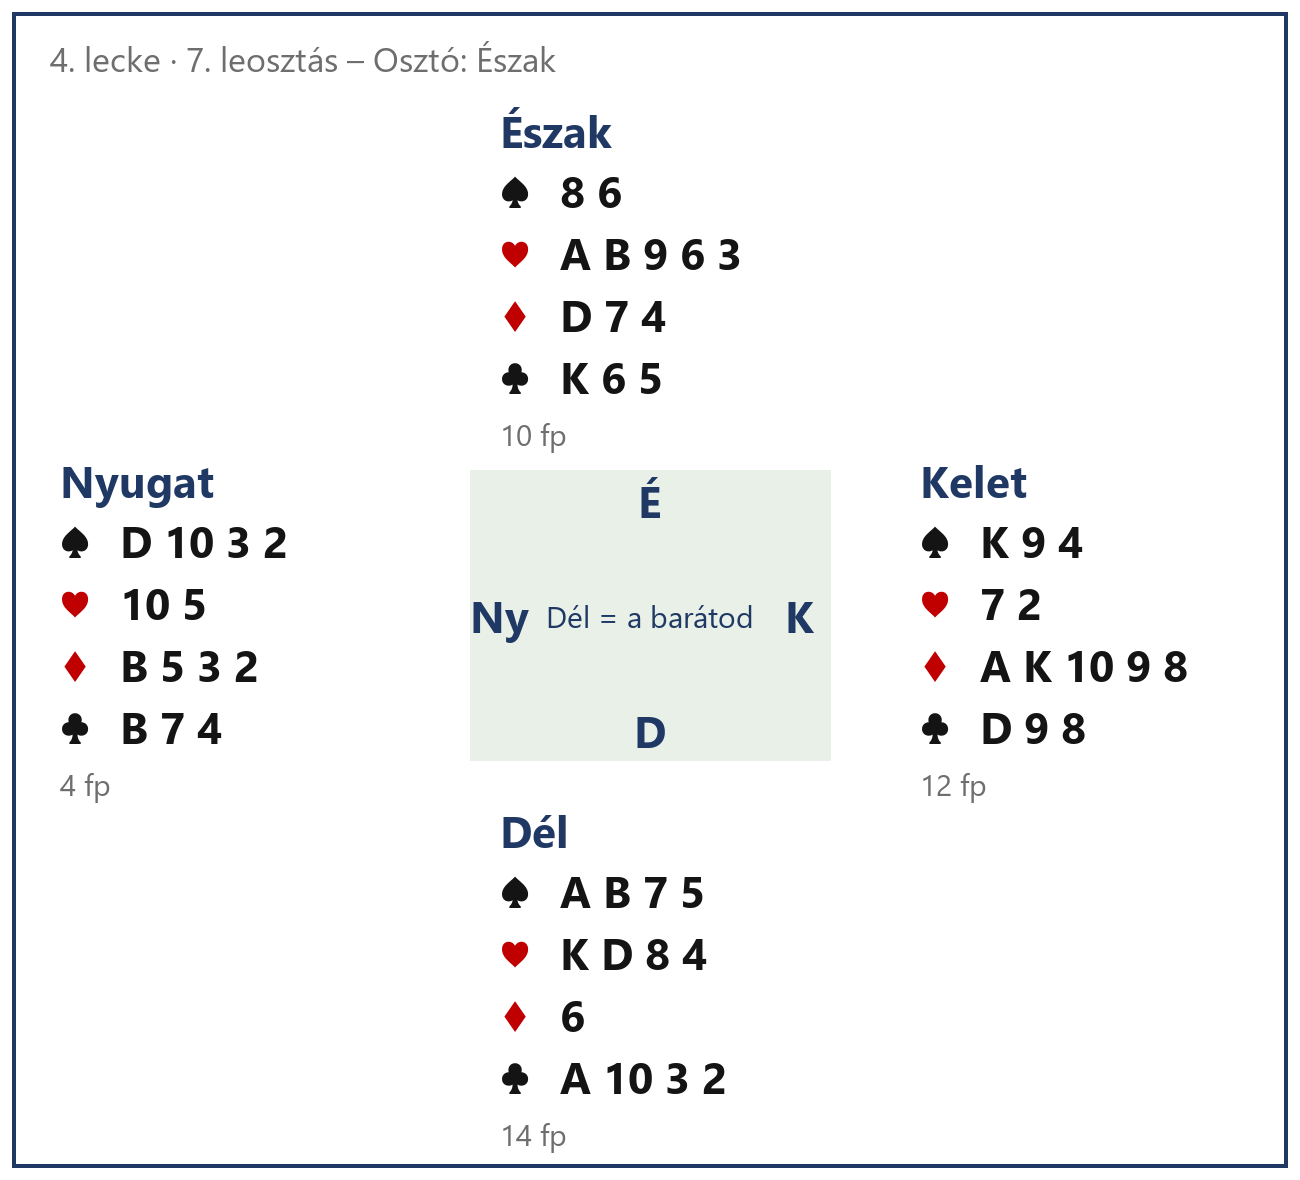 4. lecke · 7. leosztás – Osztó: Észak
Észak
♠ 8 6
♥ A B 9 6 3
♦ D 7 4
♣ K 6 5
10 fp
Nyugat
♠ D 10 3 2
♥ 10 5
♦ B 5 3 2
♣ B 7 4
4 fp
É
Ny Dél = a barátod K
D
Kelet
♠ K 9 4
♥ 7 2
♦ A K 10 9 8
♣ D 9 8
12 fp
Dél
♠ A B 7 5
♥ K D 8 4
♦ 6
♣ A 10 3 2
14 fp